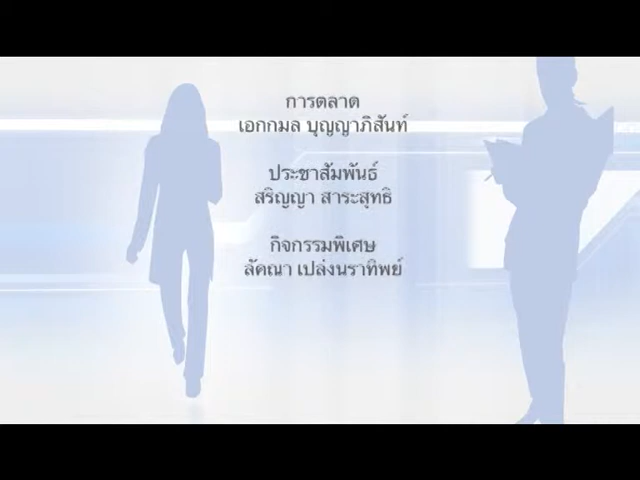 การตลาด
เอกกมล บุญญาภิสันท์
ประชาสัมพันธ์
สริญญา สาระสุทธิ
กิจกรรมพิเศษ
ลัคณา เปล่งนราทิพย์